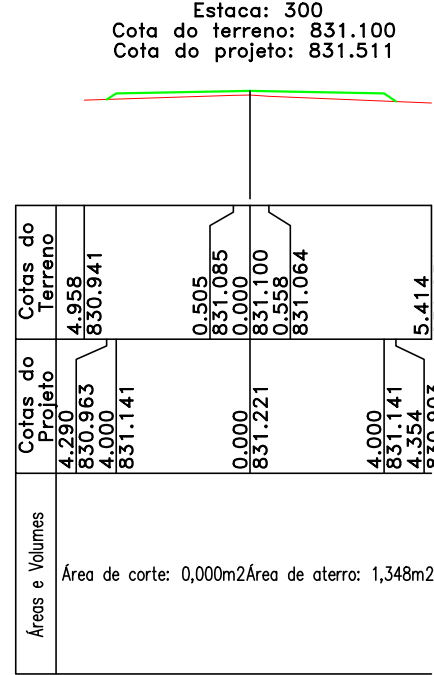 Estaca: 300
Cota do terreno: 831.100
Cota do projeto: 831.511
Cotas do
Terreno
4.958
830.941
0.505
831.085
0.000
831.100
0.558
831.064
5.414
Cotas do
Projeto
4.290
830.963
4.000
831.141
0.000
831.221
4.000
831.141
4.354
Áreas e Volumes
Área de corte: 0,000m2Área de aterro: 1,348m2